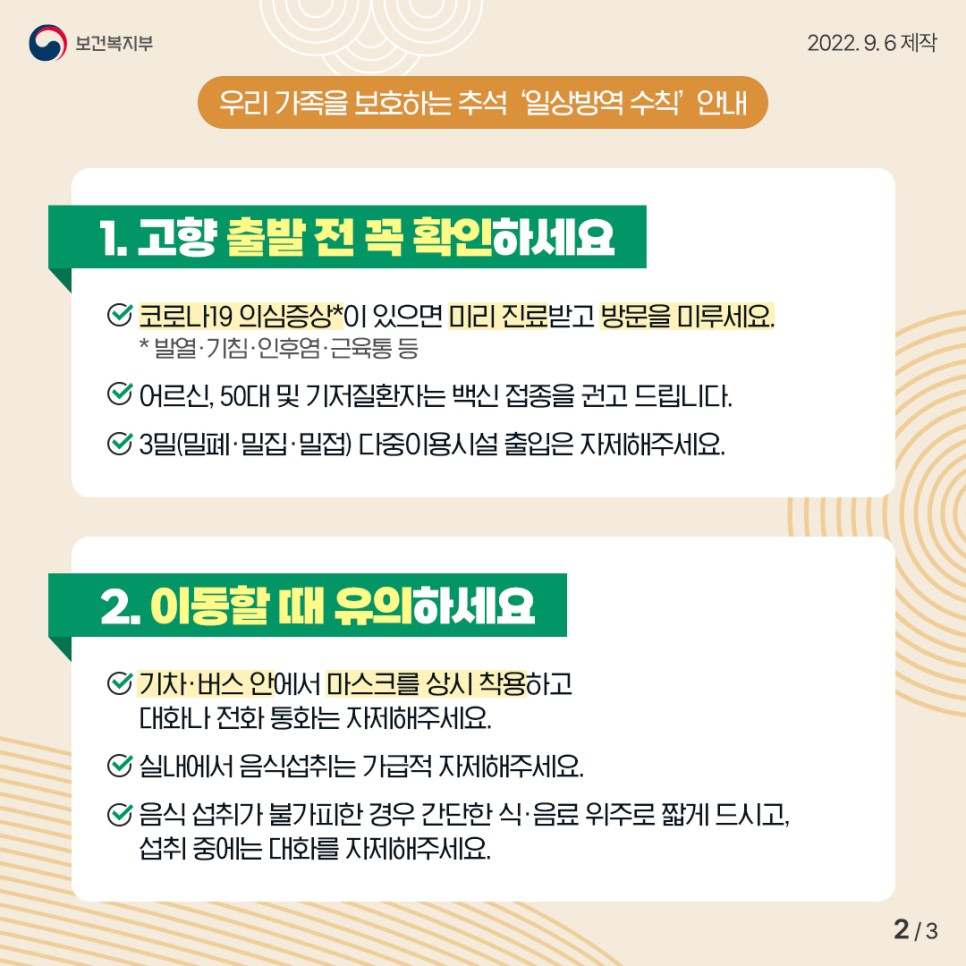 보건복지부
2022. 9. 6 제작
우리 가족을 보호하는 추석 ‘일상방역 수칙’ 안내
1. 고향 출발 전 꼭 확인하세요
코로나19 의심증상*이 있으면 미리 진료받고 방문을 미루세요.
* 발열·기침·인후염·근육통 등
어르신, 50대 및 기저질환자는 백신 접종을 권고 드립니다.
3밀(밀폐·밀집·밀접) 다중이용시설 출입은 자제해주세요.
2. 이동할 때 유의하세요
기차·버스 안에서 마스크를 상시 착용하고
대화나 전화 통화는 자제해주세요.
실내에서 음식섭취는 가급적 자제해주세요.
음식 섭취가 불가피한 경우 간단한 식·음료 위주로 짧게 드시고,
섭취 중에는 대화를 자제해주세요.
2 / 3